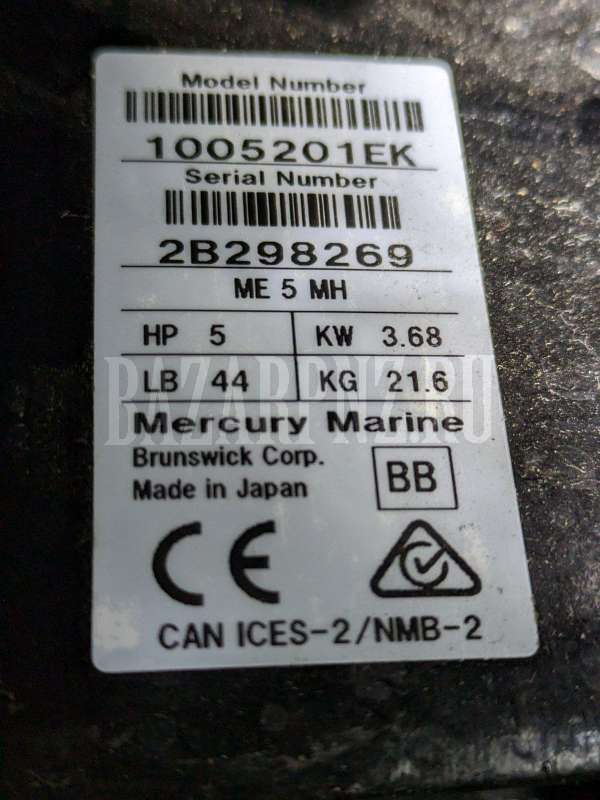 Model Number
1005201EK
Serial Number
2B298269
ME 5 MH
HP 5 KW 3.68
LB 44 KG 21.6
BAZARPNZ.RU
Mercury Marine
Brunswick Corp.
Made in Japan
BB
CE
CAN ICES-2/NMB-2